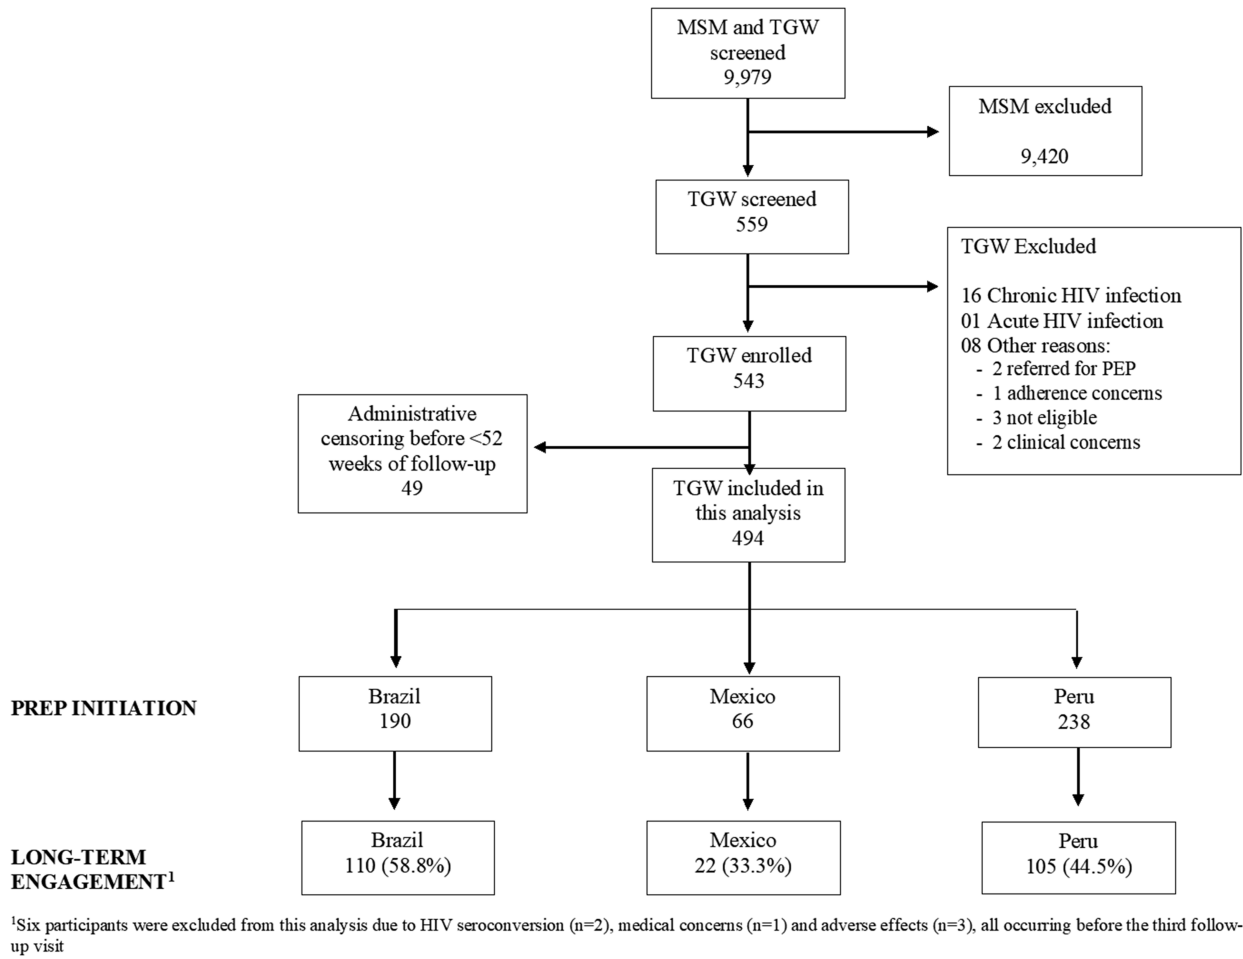 MSM and TGW
screened
9,979
MSM excluded
9,420
TGW screened
559
TGW Excluded
16 Chronic HIV infection
01 Acute HIV infection
08 Other reasons:
- 2 referred for PEP
- 1 adherence concerns
- 3 not eligible
- 2 clinical concerns
TGW enrolled
543
Administrative
censoring before <52
weeks of follow-up
49
TGW included in
this analysis
494
PREP INITIATION
Brazil
190
Mexico
66
Peru
238
LONG-TERM
ENGAGEMENT¹
Brazil
110 (58.8%)
Mexico
22 (33.3%)
Peru
105 (44.5%)
¹Six participants were excluded from this analysis due to HIV seroconversion (n=2), medical concerns (n=1) and adverse effects (n=3), all occurring before the third follow-
up visit